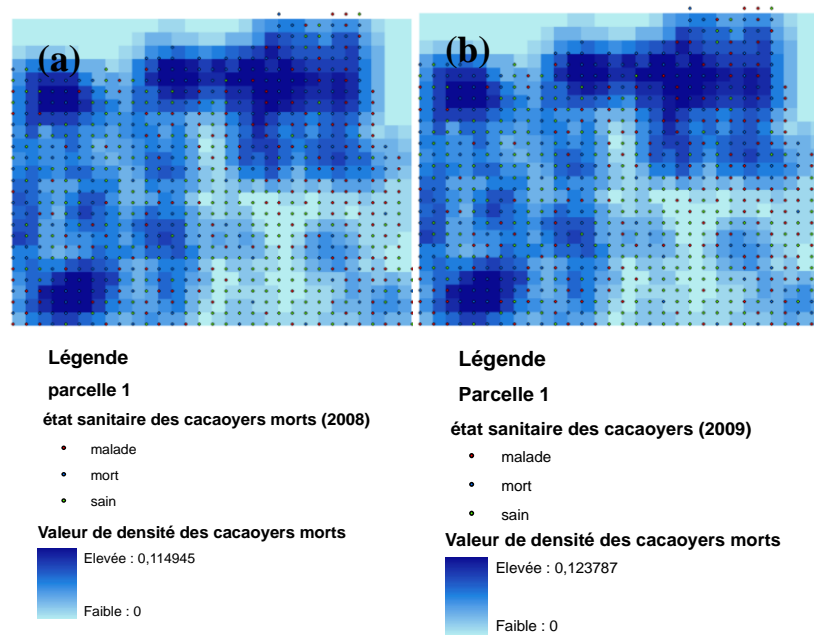 (a)
(b)
Légende
parcelle 1
état sanitaire des cacaoyers morts (2008)
malade
mort
sain
Valeur de densité des cacaoyers morts
Elevée : 0,114945
Faible : 0
Légende
Parcelle 1
état sanitaire des cacaoyers (2009)
malade
mort
sain
Valeur de densité des cacaoyers morts
Elevée : 0,123787
Faible : 0